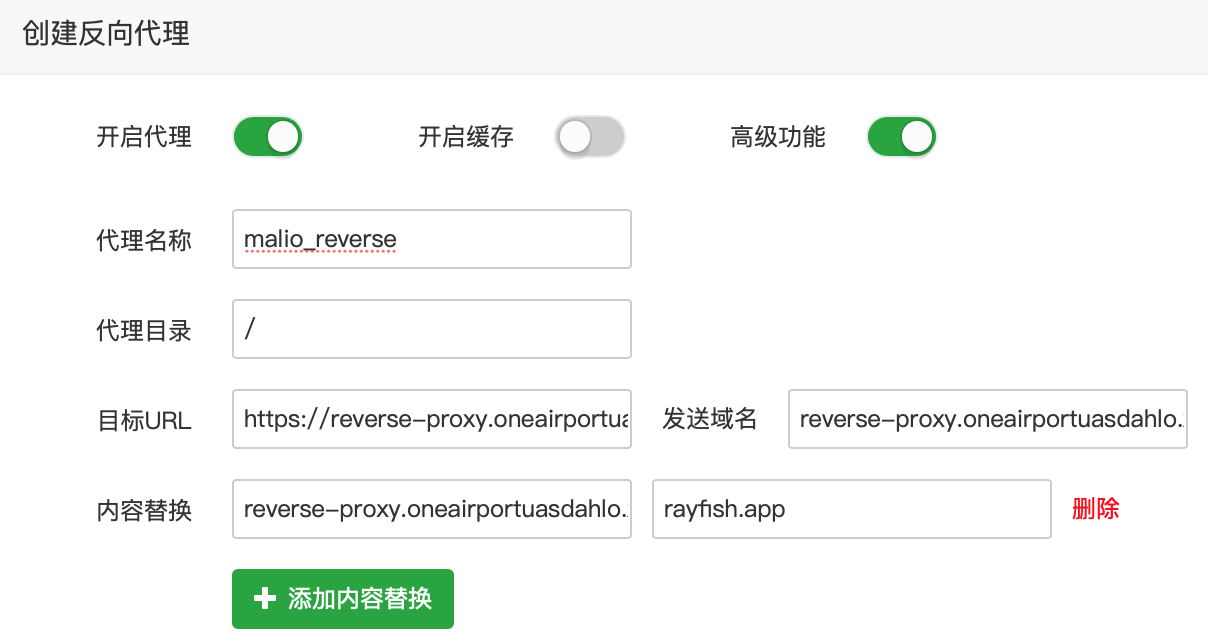 创建反向代理
开启代理 开启缓存 高级功能
代理名称 malio_reverse
代理目录 /
目标URL https://reverse-proxy.oneairportua 发送域名 reverse-proxy.oneairportuasdahlo.
内容替换 reverse-proxy.oneairportuasdahlo. rayfish.app 删除
添加内容替换